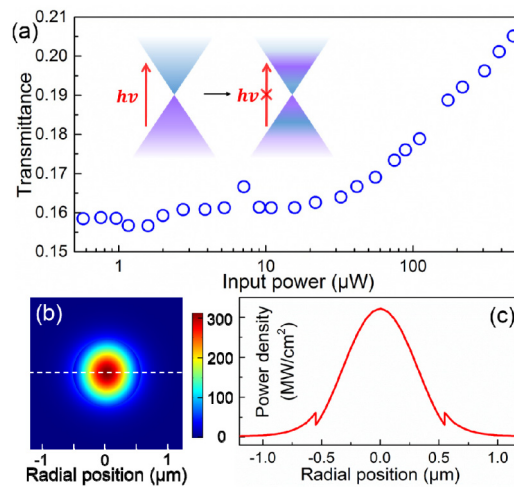 (a)
0.21
0.20
0.19
0.18
0.17
0.16
0.15
Transmittance
hν
hν
1
10
100
Input power (μW)
(b)
300
200
100
0
-1
0
1
Radial position (μm)
(c)
Power density
(MW/cm²)
-1.0
-0.5
0.0
0.5
1.0
Radial position (μm)